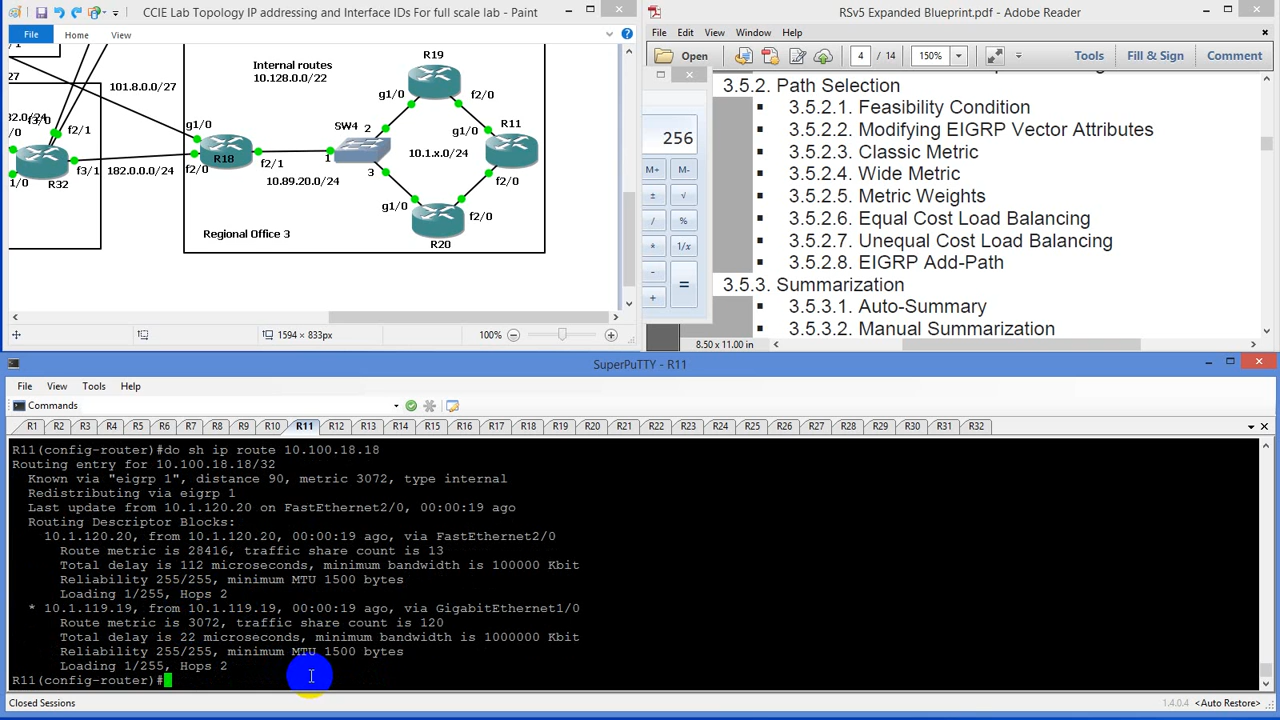 CCIE Lab Topology IP addressing and Interface IDs For full scale lab - Paint
File
Home
View
Internal routes
10.128.0.0/22
R19
101.8.0.0/27
g1/0
f2/0
g1/0
R11
SW4
2
g1/0
f2/1
R18
f2/1
1
10.1.x.0/24
R32
f3/1
182.0.0.0/24
f2/0
10.89.20.0/24
3
f2/0
g1/0
f2/0
R20
Regional Office 3
1594 × 833px
100%
RSv5 Expanded Blueprint.pdf - Adobe Reader
File
Edit
View
Window
Help
Open
4
/ 14
150%
Tools
Fill & Sign
Comment
256
M+
M-
±
√
/
%
*
1/x
-
=
+
3.5.2. Path Selection
▪ 3.5.2.1. Feasibility Condition
▪ 3.5.2.2. Modifying EIGRP Vector Attributes
▪ 3.5.2.3. Classic Metric
▪ 3.5.2.4. Wide Metric
▪ 3.5.2.5. Metric Weights
▪ 3.5.2.6. Equal Cost Load Balancing
▪ 3.5.2.7. Unequal Cost Load Balancing
▪ 3.5.2.8. EIGRP Add-Path
3.5.3. Summarization
▪ 3.5.3.1. Auto-Summary
▪ 3.5.3.2. Manual Summarization
8.50 x 11.00 in
SuperPuTTY - R11
File
View
Tools
Help
Commands
R1 R2 R3 R4 R5 R6 R7 R8 R9 R10 R11 R12 R13 R14 R15 R16 R17 R18 R19 R20 R21 R22 R23 R24 R25 R26 R27 R28 R29 R30 R31 R32
R11(config-router)#do sh ip route 10.100.18.18
Routing entry for 10.100.18.18/32
Known via "eigrp 1", distance 90, metric 3072, type internal
Redistributing via eigrp 1
Last update from 10.1.120.20 on FastEthernet2/0, 00:00:19 ago
Routing Descriptor Blocks:
10.1.120.20, from 10.1.120.20, 00:00:19 ago, via FastEthernet2/0
Route metric is 28416, traffic share count is 13
Total delay is 112 microseconds, minimum bandwidth is 100000 Kbit
Reliability 255/255, minimum MTU 1500 bytes
Loading 1/255, Hops 2
* 10.1.119.19, from 10.1.119.19, 00:00:19 ago, via GigabitEthernet1/0
Route metric is 3072, traffic share count is 120
Total delay is 22 microseconds, minimum bandwidth is 1000000 Kbit
Reliability 255/255, minimum MTU 1500 bytes
Loading 1/255, Hops 2
R11(config-router)#
Closed Sessions
1.4.0.4
<Auto Restore>